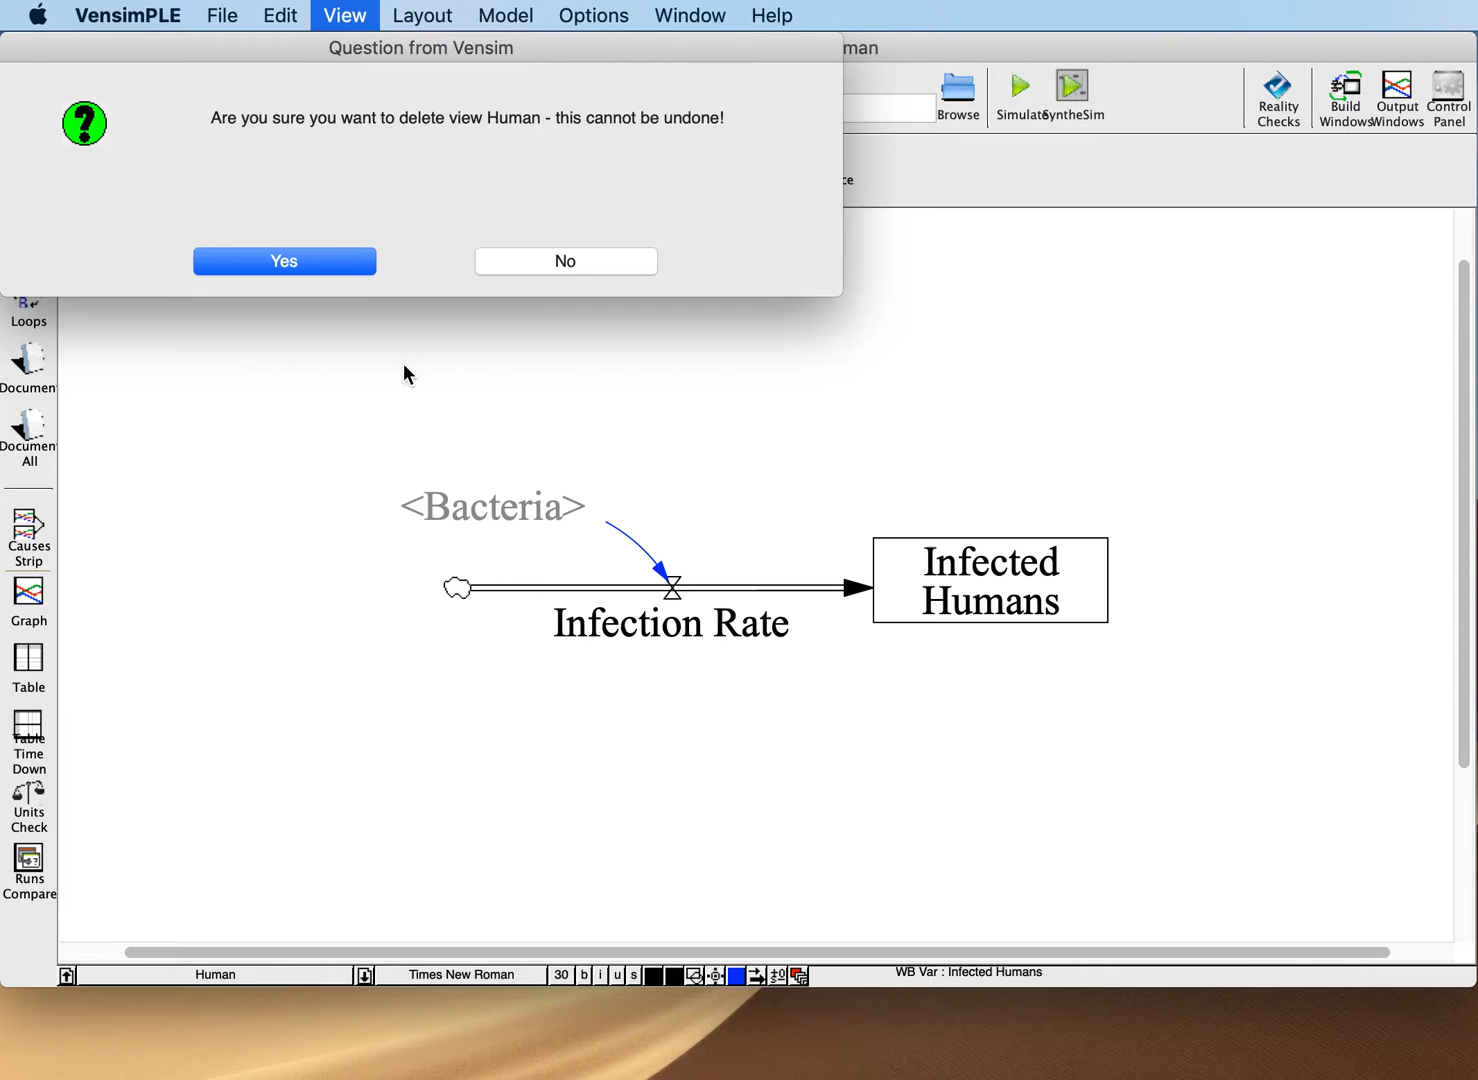 VensimPLE File Edit View Layout Model Options Window Help
Question from Vensim
man
Are you sure you want to delete view Human - this cannot be undone!
Yes
No
Browse
Simulate
SyntheSim
Reality
Checks
Build
Windows
Output
Windows
Control
Panel
ce
Loops
Documen
Documen
All
Causes
Strip
Graph
Table
Table
Time
Down
Units
Check
Runs
Compare
<Bacteria>
Infection Rate
Infected
Humans
Human
Times New Roman
30 b i u s
WB Var : Infected Humans